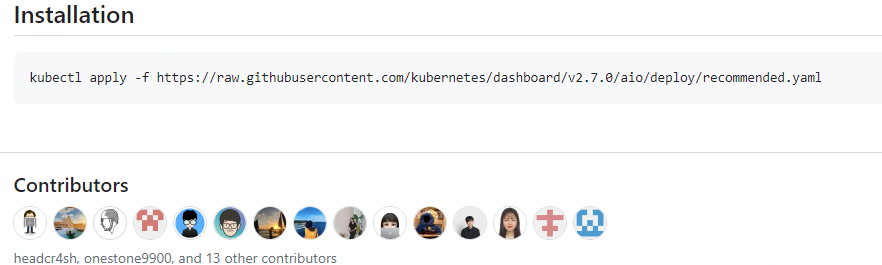 Installation
kubectl apply -f https://raw.githubusercontent.com/kubernetes/dashboard/v2.7.0/aio/deploy/recommended.yaml
Contributors
headcr4sh, onestone9900, and 13 other contributors